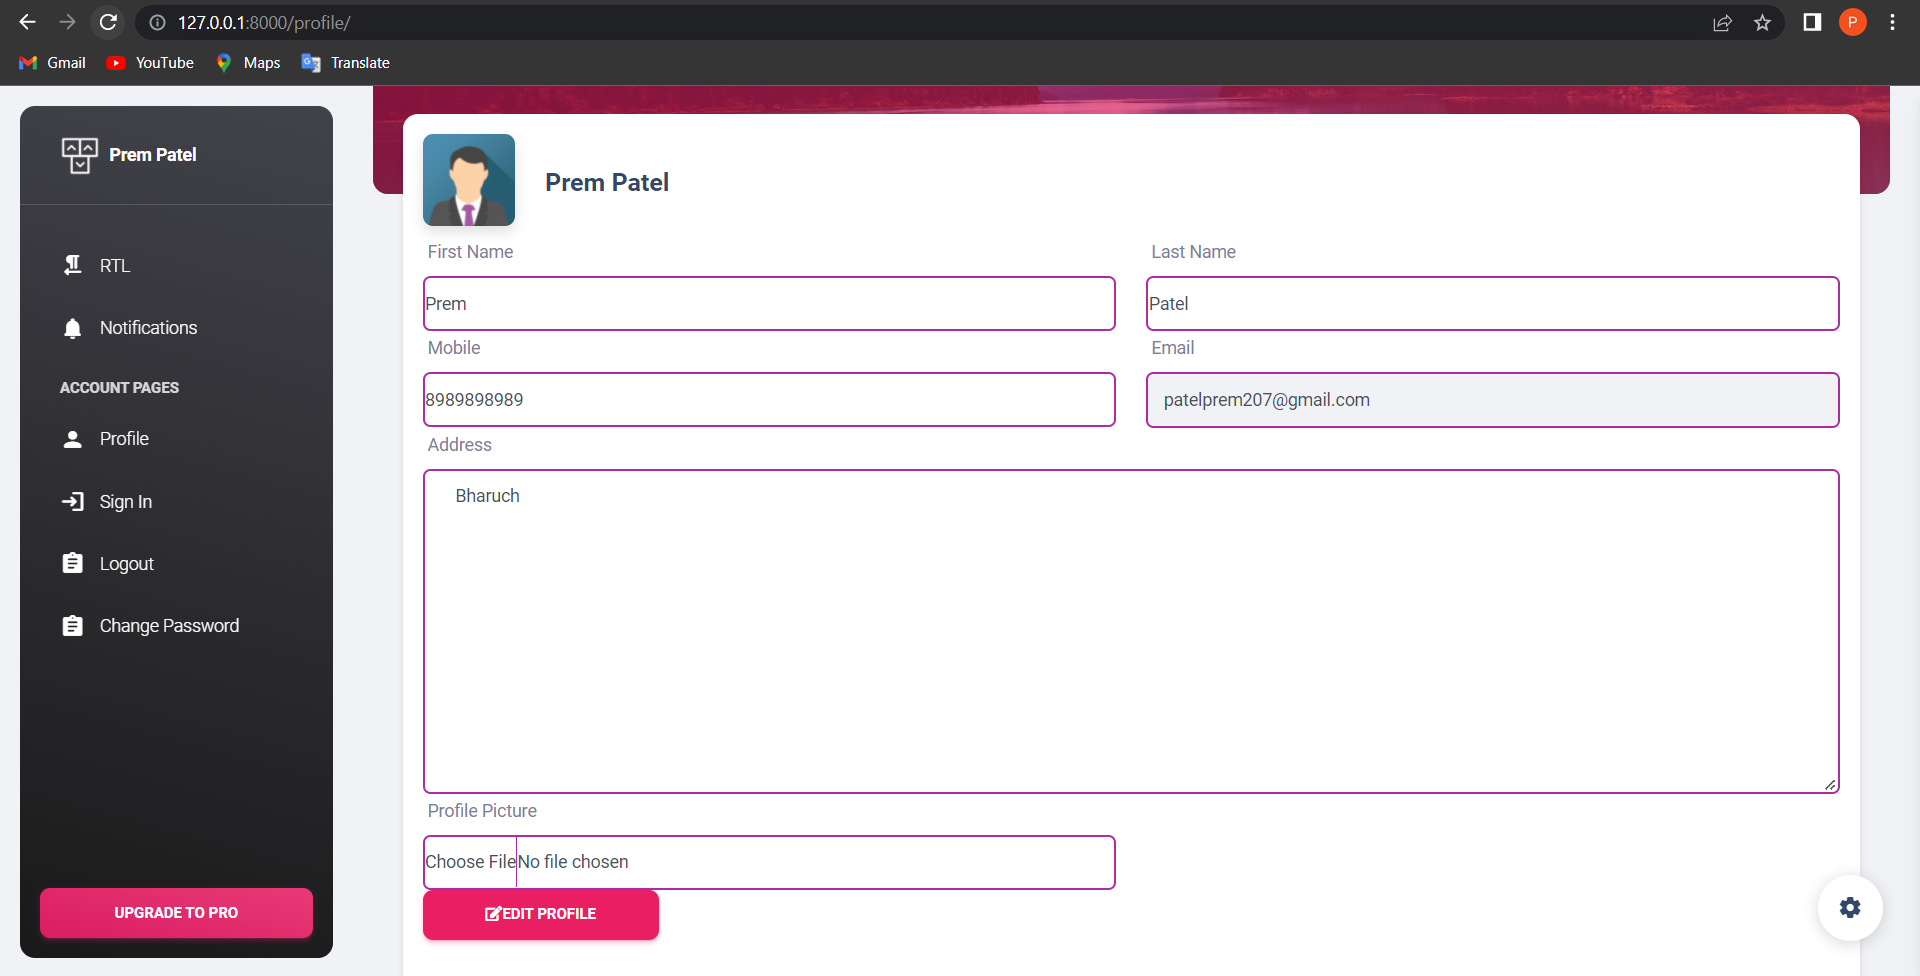 127.0.0.1:8000/profile/
P
Gmail
YouTube
Maps
Translate
Prem Patel
RTL
Notifications
ACCOUNT PAGES
Profile
Sign In
Logout
Change Password
UPGRADE TO PRO
Prem Patel
First Name
Last Name
Prem
Patel
Mobile
Email
8989898989
patelprem207@gmail.com
Address
Bharuch
Profile Picture
Choose File No file chosen
EDIT PROFILE